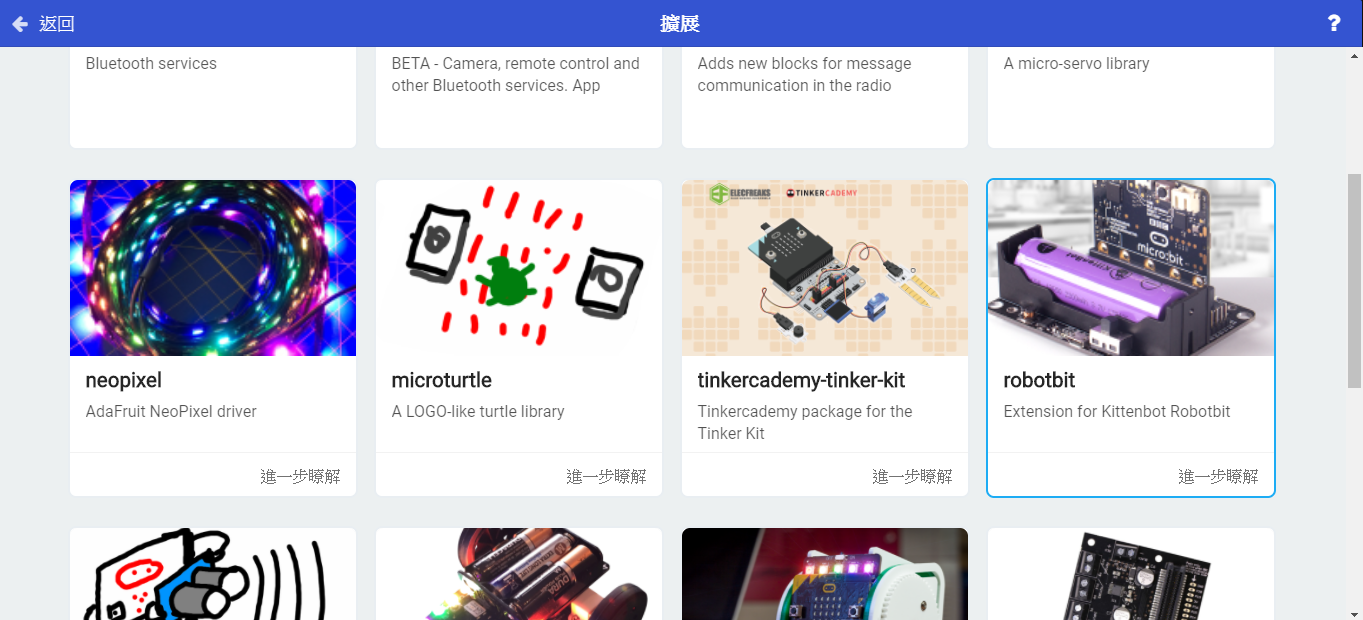 返回
擴展
?
Bluetooth services
BETA - Camera, remote control and
other Bluetooth services. App
Adds new blocks for message
communication in the radio
A micro-servo library
ELECFREAKS
TINKERCADEMY
micro:bit
neopixel
AdaFruit NeoPixel driver
進一步瞭解
microturtle
A LOGO-like turtle library
進一步瞭解
tinkercademy-tinker-kit
Tinkercademy package for the
Tinker Kit
進一步瞭解
robotbit
Extension for Kittenbot Robotbit
進一步瞭解